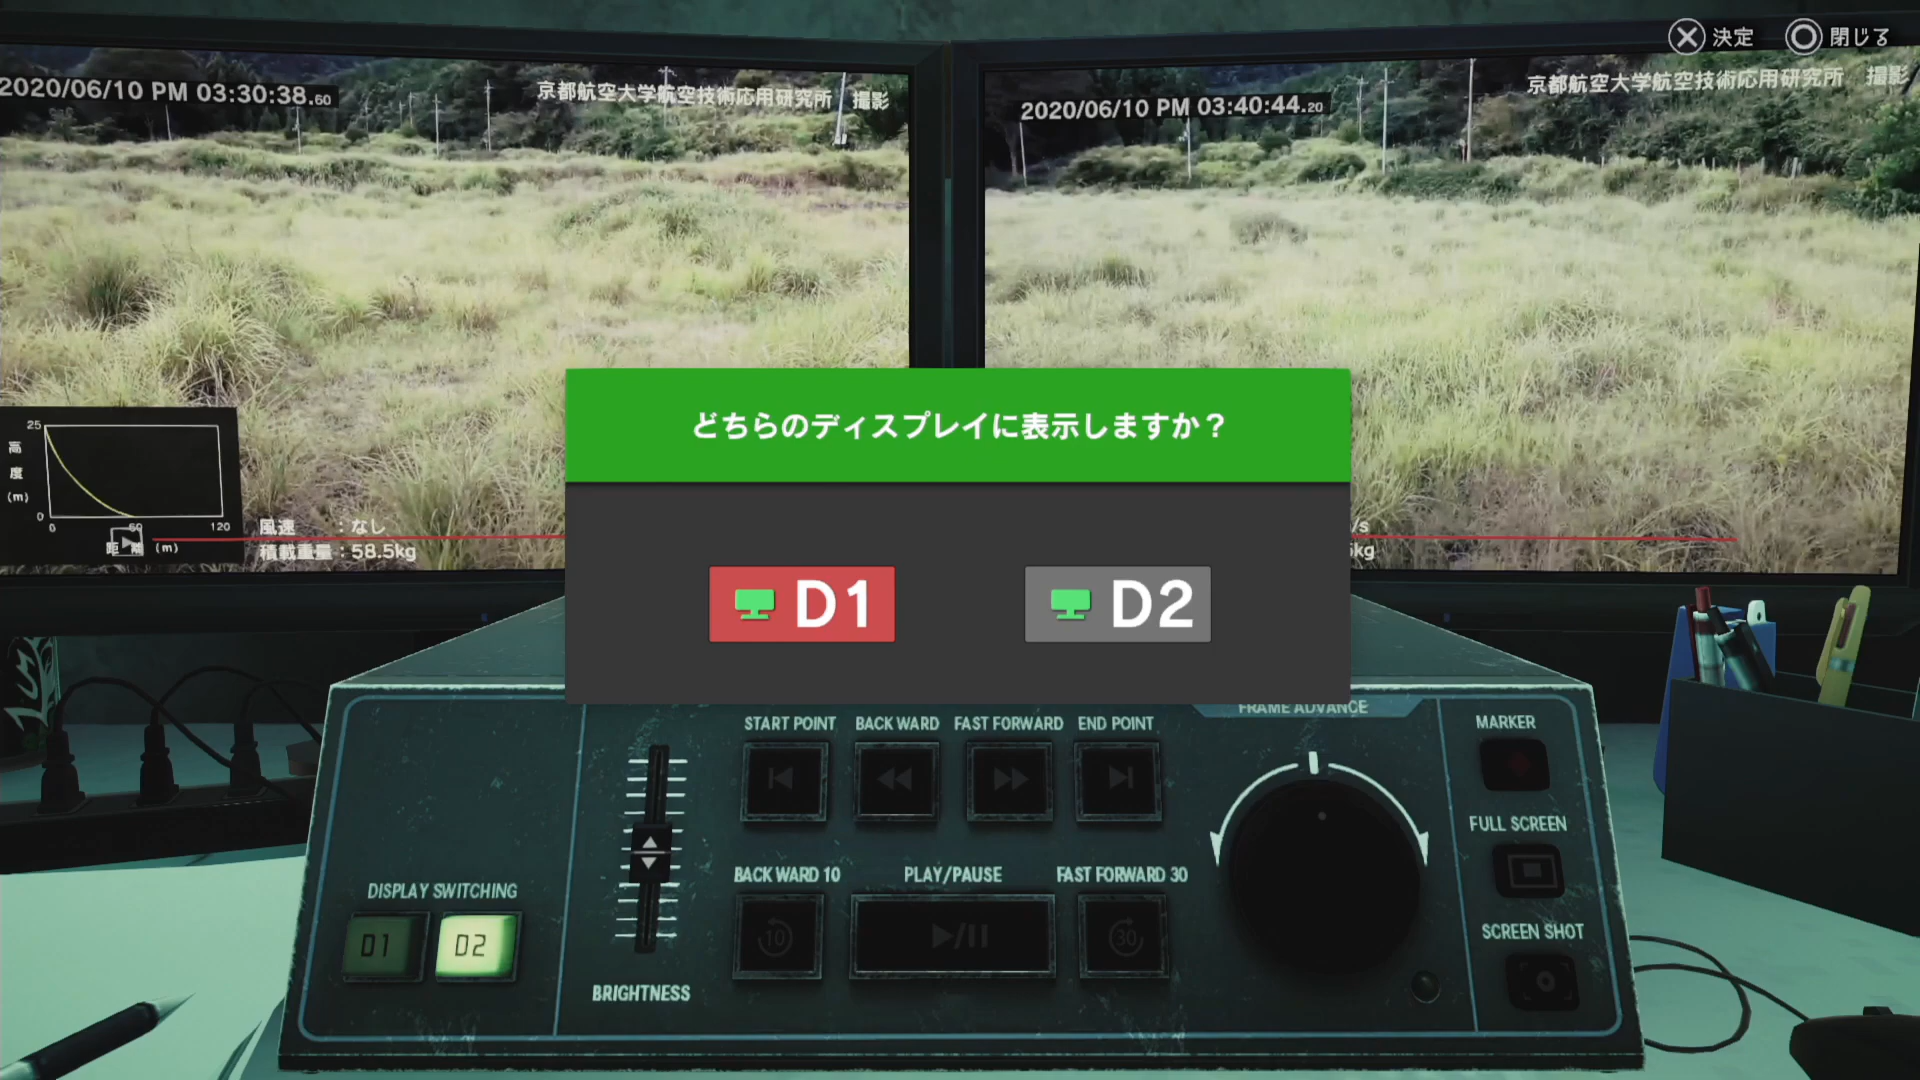 決定 閉じる
2020/06/10 PM 03:30:38.60
京都航空大学航空技術応用研究所 撮影
2020/06/10 PM 03:40:44.20
京都航空大学航空技術応用研究所 撮影
どちらのディスプレイに表示しますか？
D1
D2
25
高度(m)
0
0 50 120
距離 (m)
風速 : なし
積載重量 : 58.5kg
/s
kg
START POINT
BACK WARD
FAST FORWARD
END POINT
FRAME ADVANCE
MARKER
FULL SCREEN
SCREEN SHOT
BACK WARD 10
PLAY/PAUSE
FAST FORWARD 30
10
30
DISPLAY SWITCHING
D1
D2
BRIGHTNESS